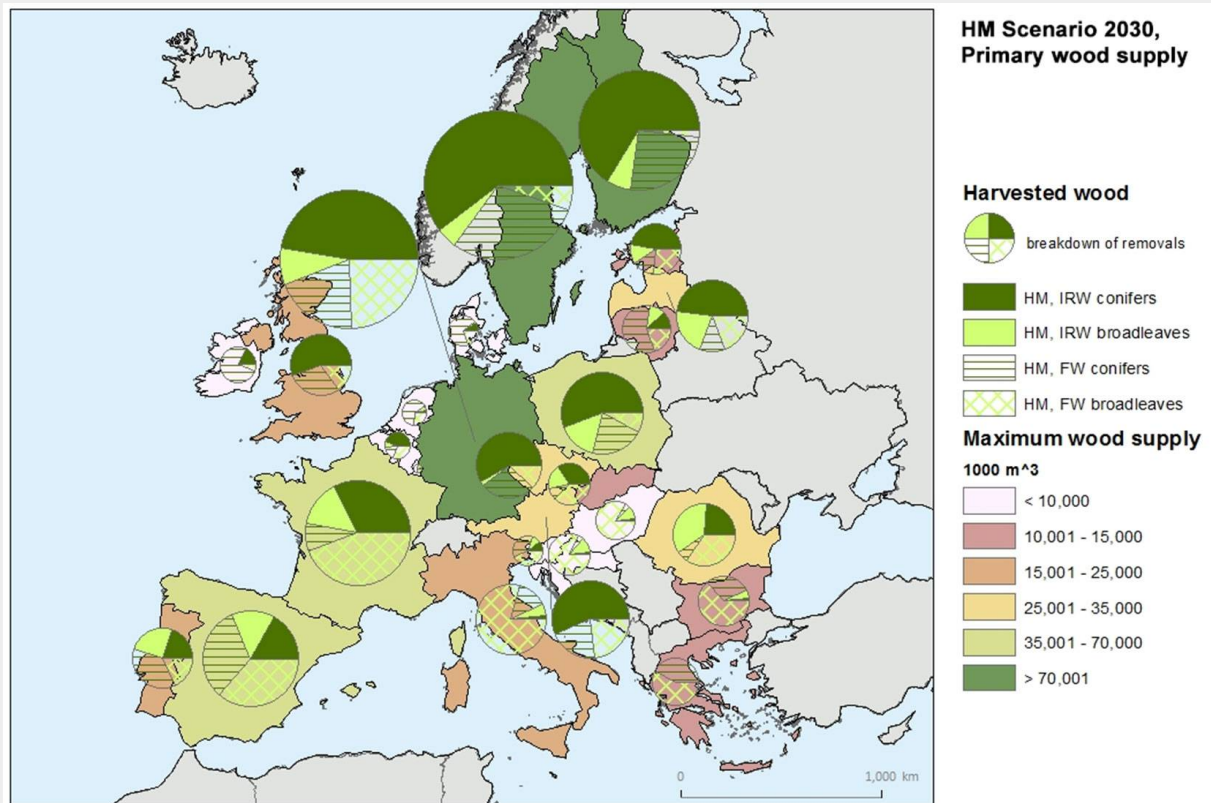 HM Scenario 2030,
Primary wood supply
Harvested wood
breakdown of removals
HM, IRW conifers
HM, IRW broadleaves
HM, FW conifers
HM, FW broadleaves
Maximum wood supply
1000 m^3
< 10,000
10,001 - 15,000
15,001 - 25,000
25,001 - 35,000
35,001 - 70,000
> 70,001
0 1,000 km